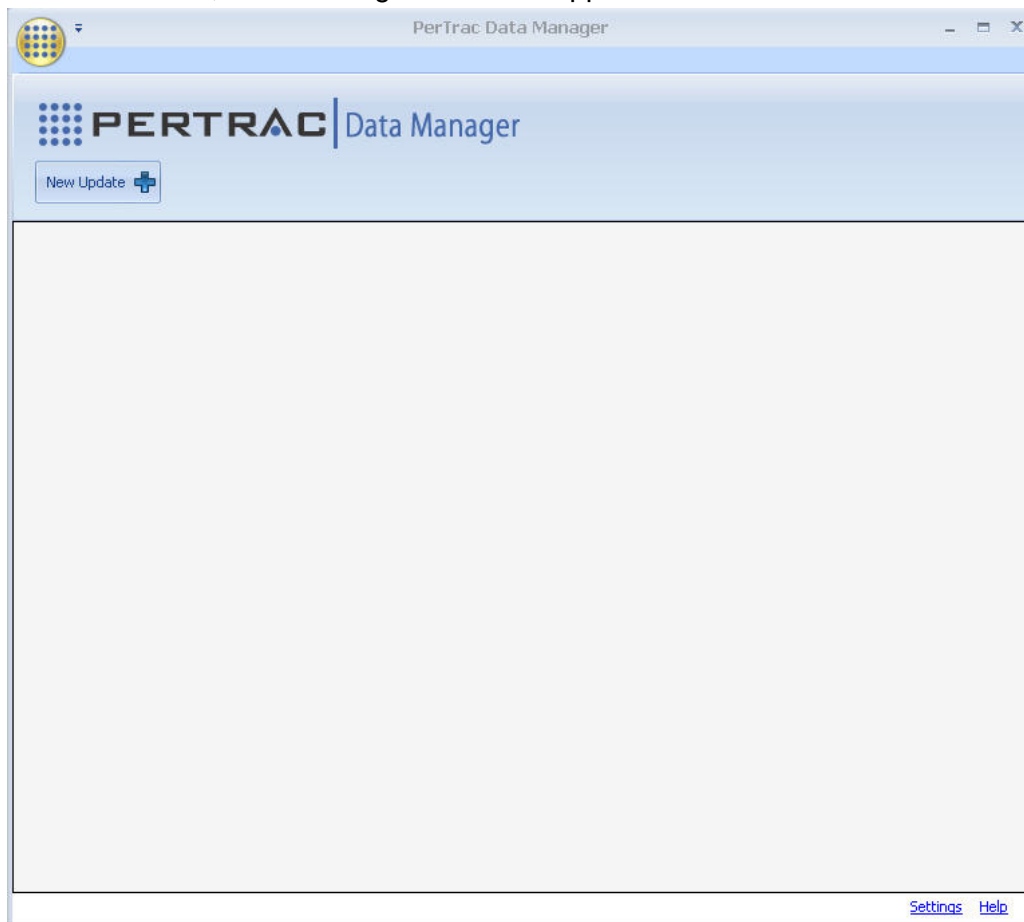 PerTrac Data Manager
PERTRAC Data Manager
New Update
Settings Help